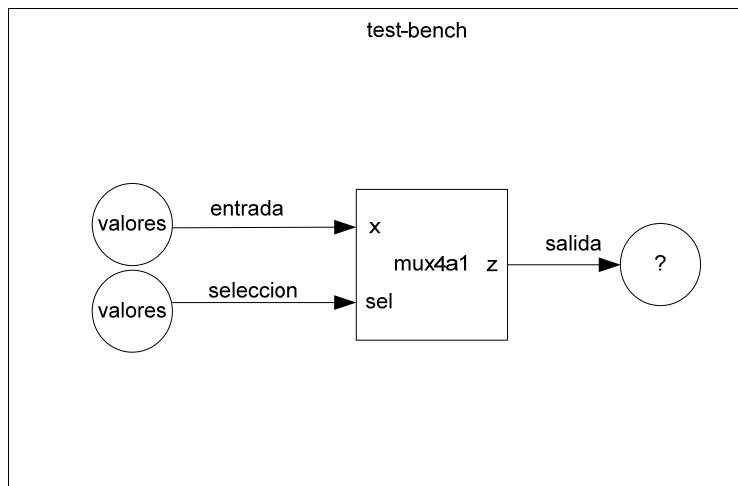 test-bench
valores
entrada
x
mux4a1
z
salida
?
valores
seleccion
sel